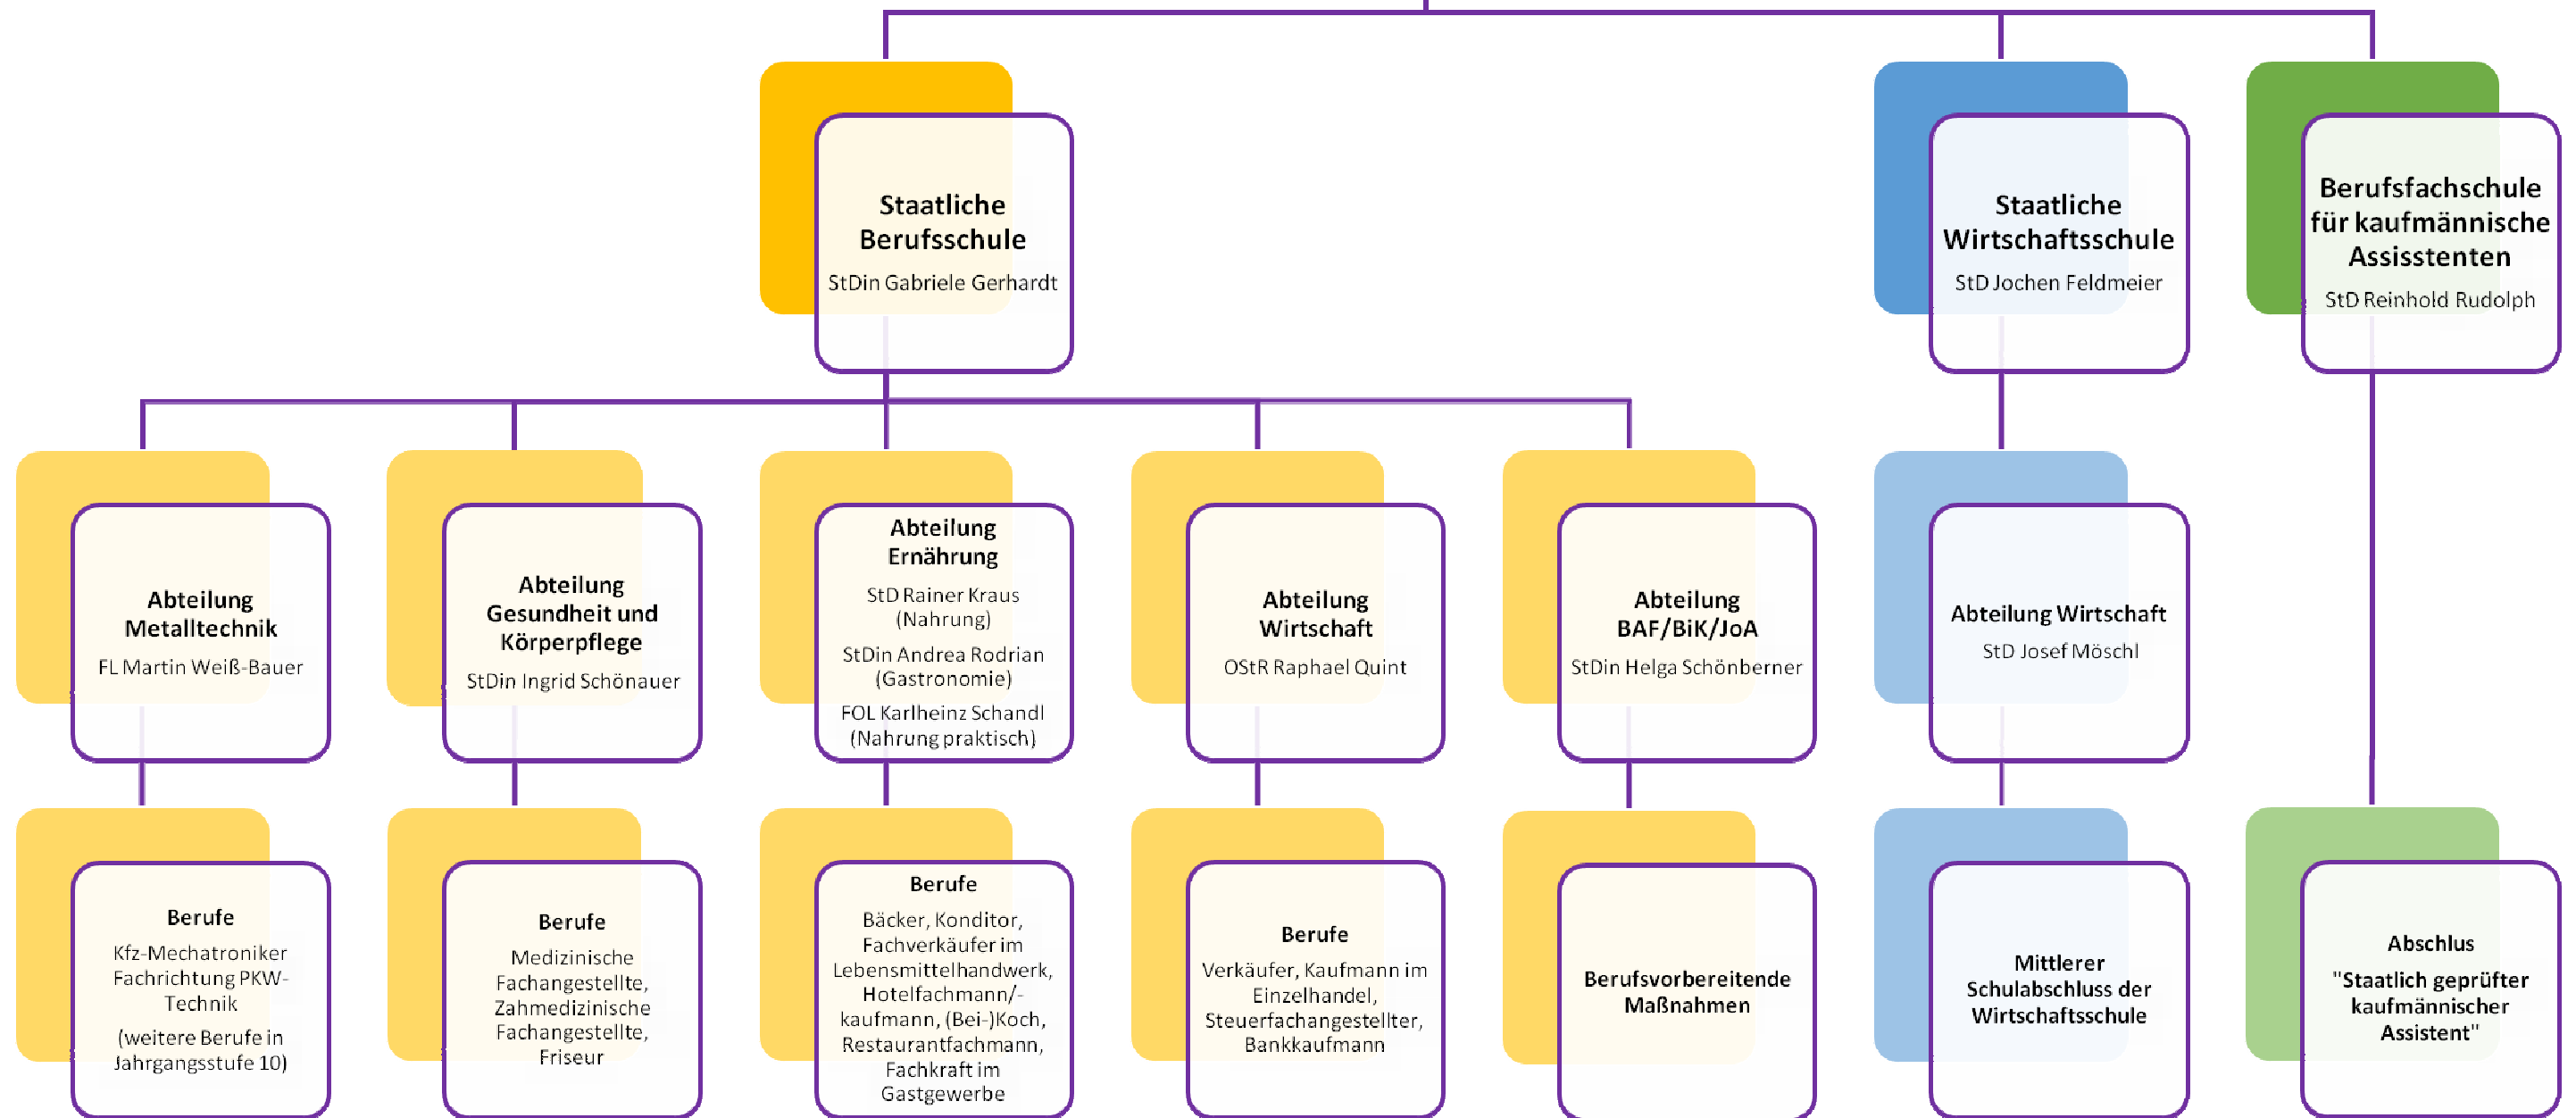 Staatliche
Berufsschule
StDin Gabriele Gerhardt
Staatliche
Wirtschaftsschule
StD Jochen Feldmeier
Berufsfachschule
für kaufmännische
Assisstenten
StD Reinhold Rudolph
Abteilung
Metalltechnik
FL Martin Weiß-Bauer
Abteilung
Gesundheit und
Körperpflege
StDin Ingrid Schönauer
Abteilung
Ernährung
StD Rainer Kraus
(Nahrung)
StDin Andrea Rodrian
(Gastronomie)
FOL Karlheinz Schandl
(Nahrung praktisch)
Abteilung
Wirtschaft
OStR Raphael Quint
Abteilung
BAF/BiK/JoA
StDin Helga Schönberner
Abteilung Wirtschaft
StD Josef Möschl
Berufe
Kfz-Mechatroniker
Fachrichtung PKW-
Technik
(weitere Berufe in
Jahrgangsstufe 10)
Berufe
Medizinische
Fachangestellte,
Zahmedizinische
Fachangestellte,
Friseur
Berufe
Bäcker, Konditor,
Fachverkäufer im
Lebensmittelhandwerk,
Hotelfachmann/-
kaufmann, (Bei-)Koch,
Restaurantfachmann,
Fachkraft im
Gastgewerbe
Berufe
Verkäufer, Kaufmann im
Einzelhandel,
Steuerfachangestellter,
Bankkaufmann
Berufsvorbereitende
Maßnahmen
Mittlerer
Schulabschluss der
Wirtschaftsschule
Abschlus
"Staatlich geprüfter
kaufmännischer
Assistent"